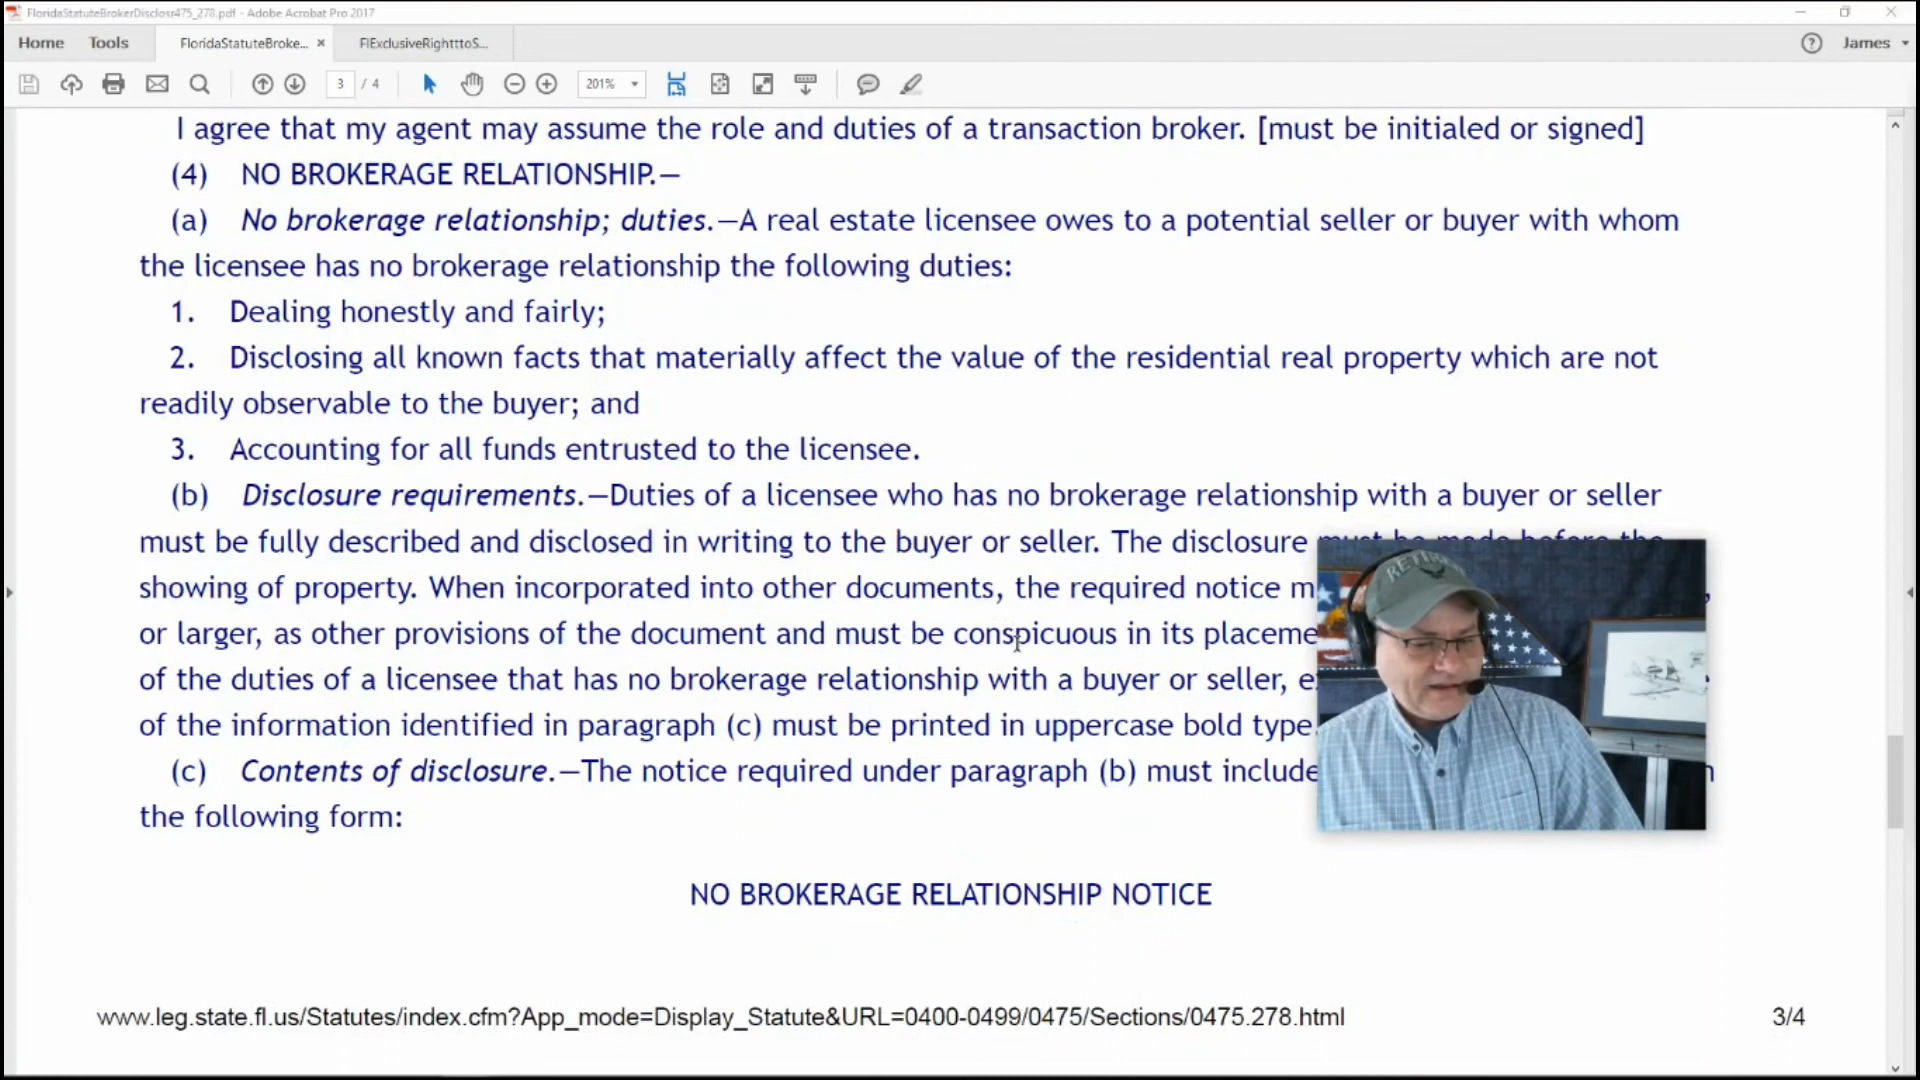 FloridaStatuteBrokerDisclosr475_278.pdf - Adobe Acrobat Pro 2017
Home Tools FloridaStatuteBroke... × FlExclusiveRightttoS... James
3 / 4 201%
I agree that my agent may assume the role and duties of a transaction broker. [must be initialed or signed]
(4) NO BROKERAGE RELATIONSHIP.—
(a) No brokerage relationship; duties.—A real estate licensee owes to a potential seller or buyer with whom
the licensee has no brokerage relationship the following duties:
1. Dealing honestly and fairly;
2. Disclosing all known facts that materially affect the value of the residential real property which are not
readily observable to the buyer; and
3. Accounting for all funds entrusted to the licensee.
(b) Disclosure requirements.—Duties of a licensee who has no brokerage relationship with a buyer or seller
must be fully described and disclosed in writing to the buyer or seller. The disclosure must be made before the
showing of property. When incorporated into other documents, the required notice
or larger, as other provisions of the document and must be conspicuous in its
of the duties of a licensee that has no brokerage relationship with a buyer or seller,
of the information identified in paragraph (c) must be printed in uppercase bold type.
(c) Contents of disclosure.—The notice required under paragraph (b) must include
the following form:
RETIRED
NO BROKERAGE RELATIONSHIP NOTICE
www.leg.state.fl.us/Statutes/index.cfm?App_mode=Display_Statute&URL=0400-0499/0475/Sections/0475.278.html 3/4